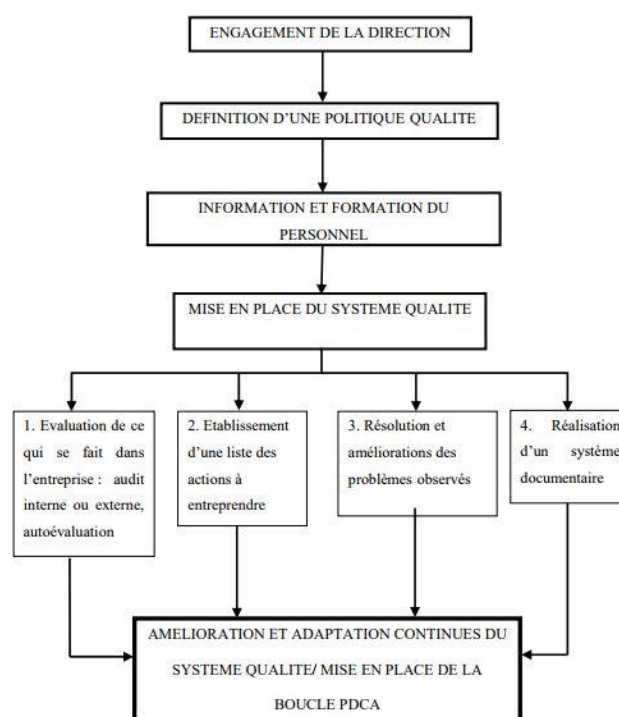 ENGAGEMENT DE LA DIRECTION
DEFINITION D'UNE POLITIQUE QUALITE
INFORMATION ET FORMATION DU
PERSONNEL
MISE EN PLACE DU SYSTEME QUALITE
1. Evaluation de ce
qui se fait dans
l'entreprise : audit
interne ou externe,
autoévaluation
2. Etablissement
d'une liste des
actions à
entreprendre
3. Résolution et
améliorations des
problèmes observés
4. Réalisation
d'un système
documentaire
AMELIORATION ET ADAPTATION CONTINUES DU
SYSTEME QUALITE/ MISE EN PLACE DE LA
BOUCLE PDCA